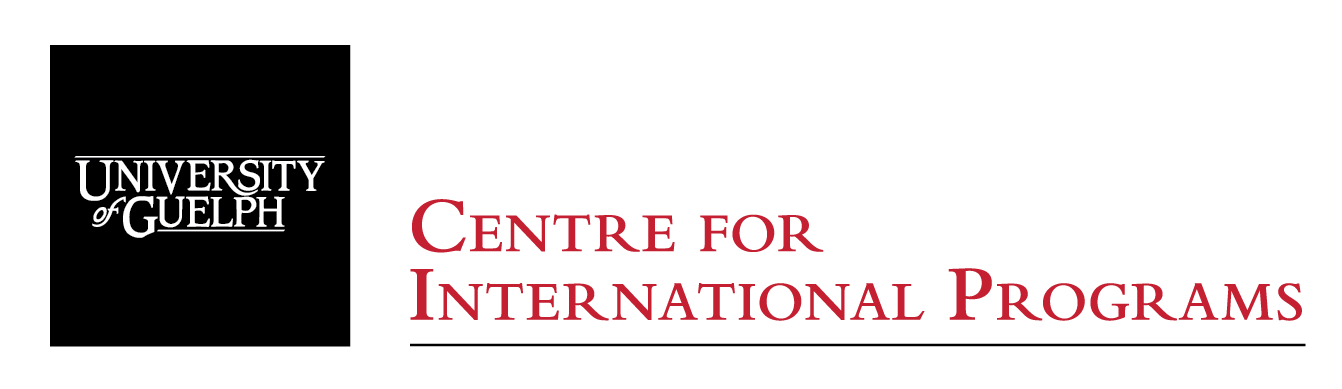 UNIVERSITY
of GUELPH
CENTRE FOR
INTERNATIONAL PROGRAMS